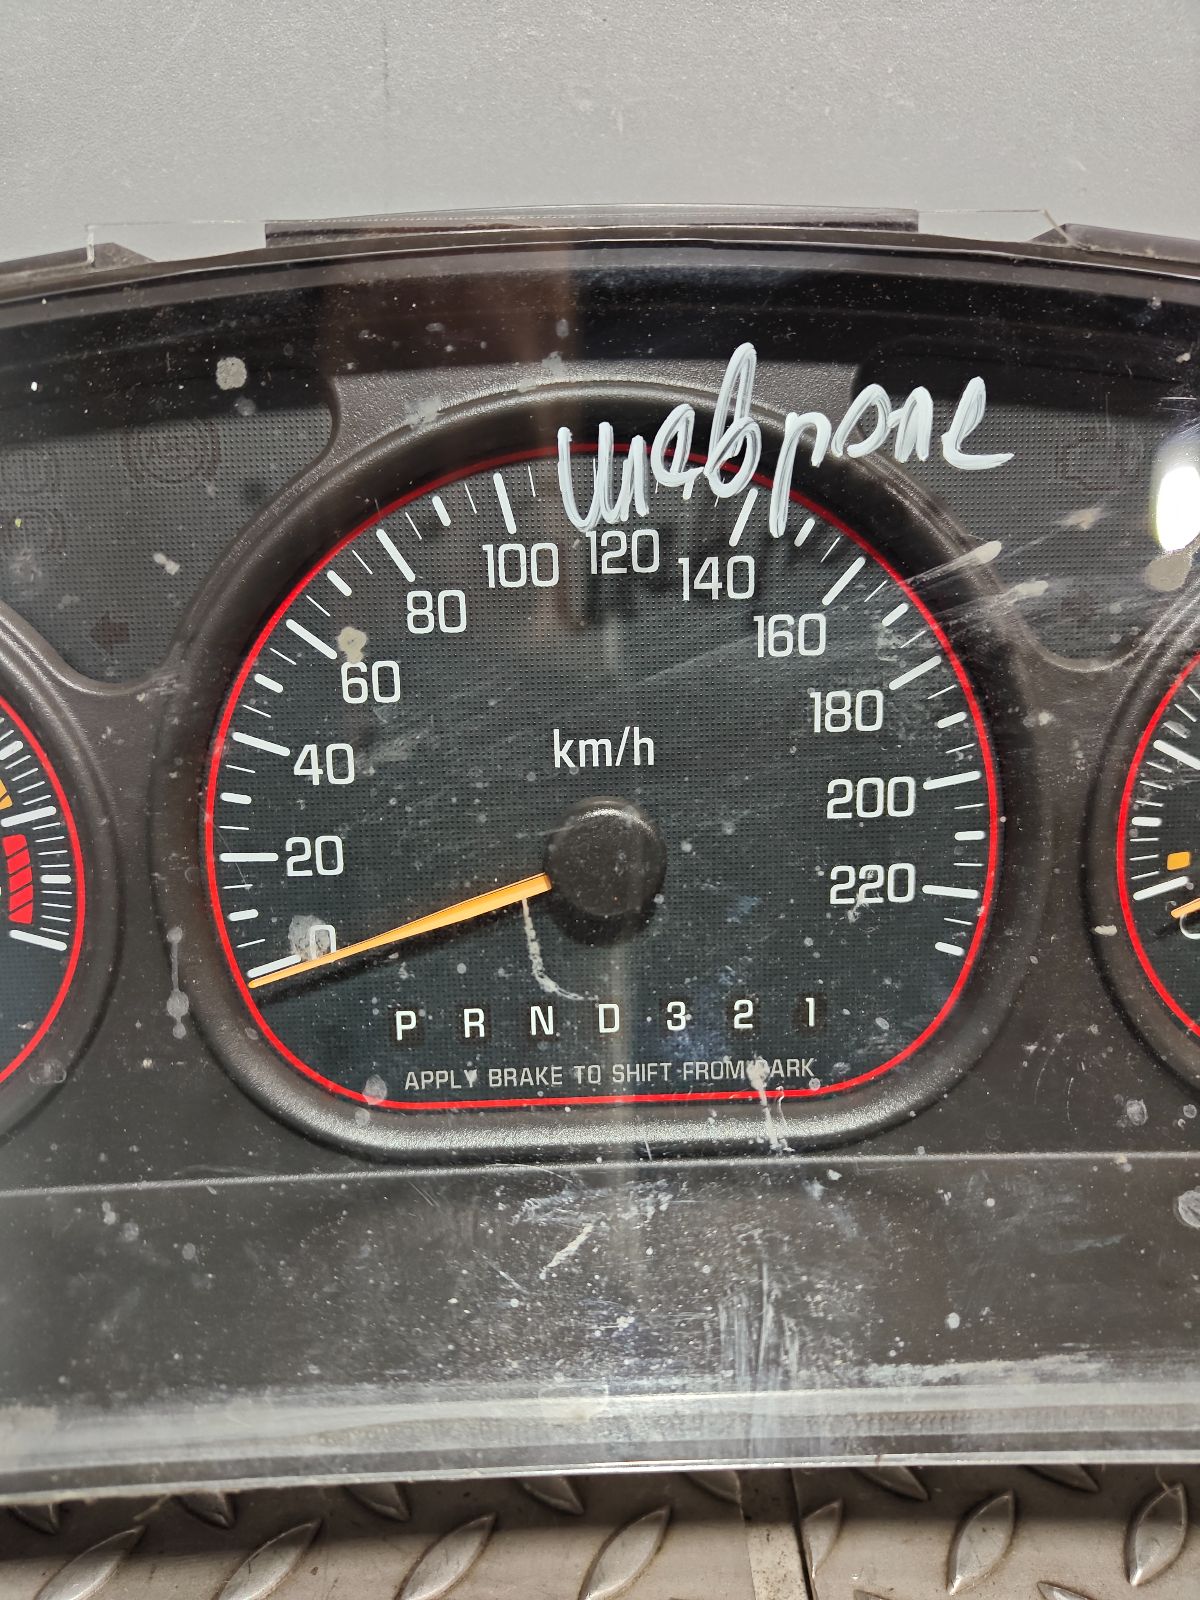 шевроле
100 120 140
80 160
60 180
km/h
40 200
20 220
0
P R N D 3 2 1
APPLY BRAKE TO SHIFT FROM PARK